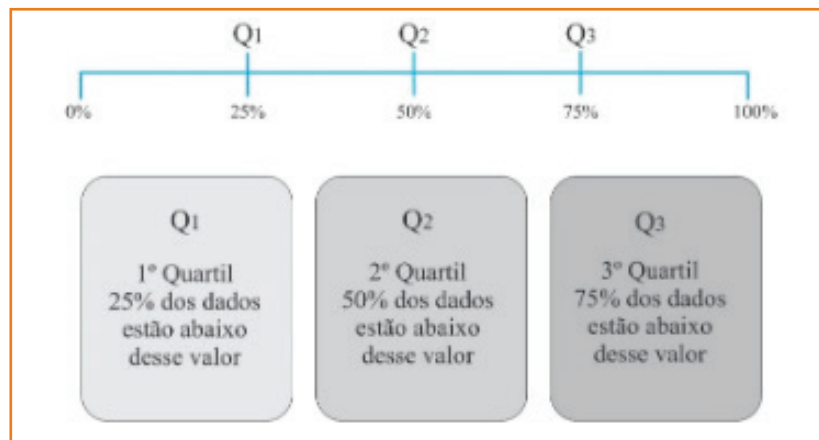 Q1 Q2 Q3
0% 25% 50% 75% 100%
Q1
1º Quartil
25% dos dados
estão abaixo
desse valor
Q2
2º Quartil
50% dos dados
estão abaixo
desse valor
Q3
3º Quartil
75% dos dados
estão abaixo
desse valor